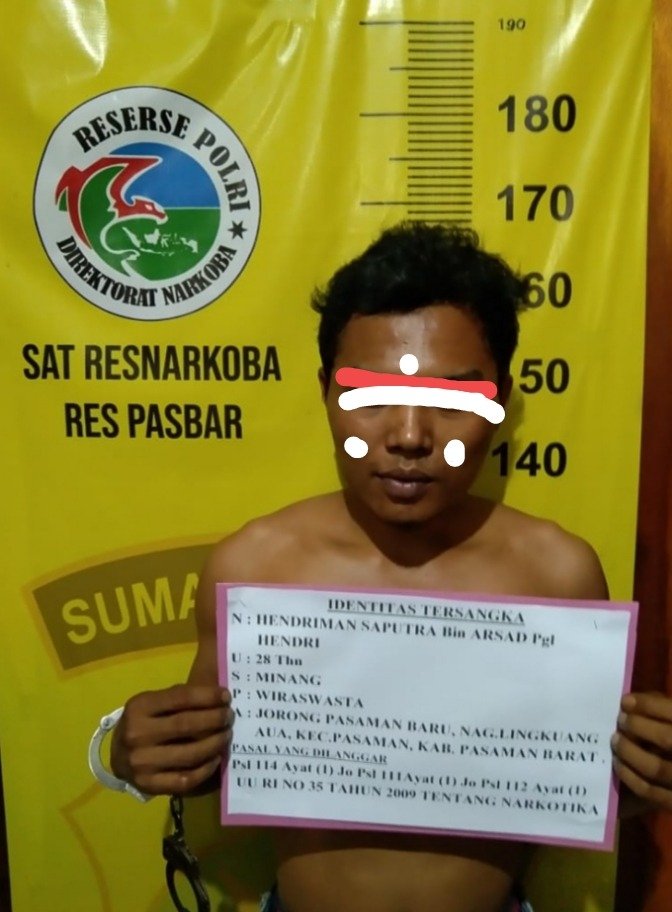 RESERSE POLRI
DIREKTORAT NARKOBA
SAT RESNARKOBA
RES PASBAR
190
180
170
60
50
140
SUMA
IDENTITAS TERSANGKA
N : HENDRIMAN SAPUTRA Bin ARSAD Pgl
HENDRI
U : 28 Thn
S : MINANG
P : WIRASWASTA
A : JORONG PASAMAN BARU, NAG.LINGKUANG
AUA, KEC.PASAMAN, KAB. PASAMAN BARAT .
PASAL YANG DILANGGAR
Psl 114 Ayat (1) Jo Psl 111Ayat (1) Jo Psl 112 Ayat (1)
UU RI NO 35 TAHUN 2009 TENTANG NARKOTIKA